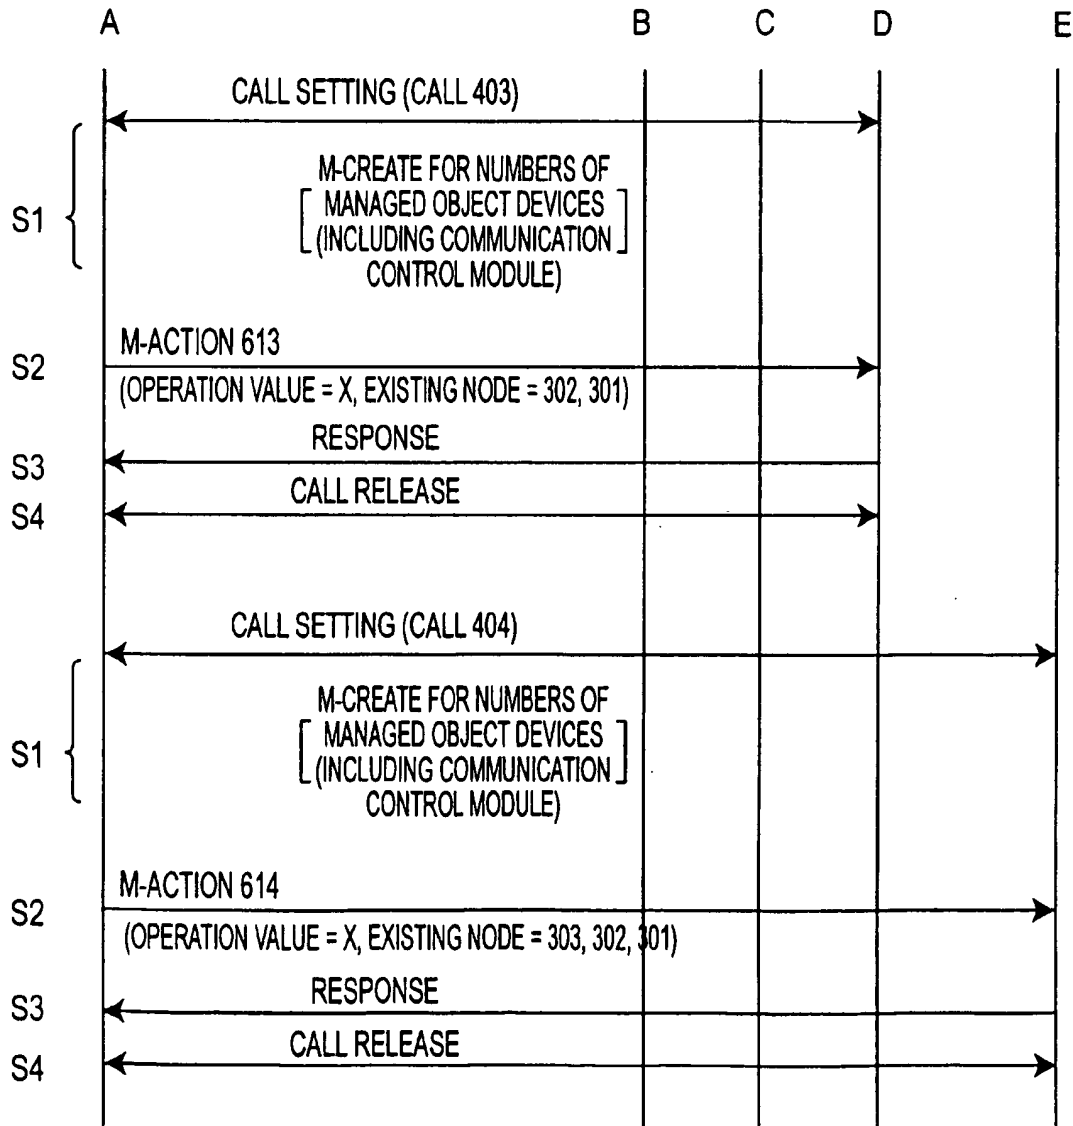 A B C D E
CALL SETTING (CALL 403)
S1
M-CREATE FOR NUMBERS OF
MANAGED OBJECT DEVICES
(INCLUDING COMMUNICATION
CONTROL MODULE)
M-ACTION 613
S2
(OPERATION VALUE = X, EXISTING NODE = 302, 301)
RESPONSE
S3
CALL RELEASE
S4
CALL SETTING (CALL 404)
S1
M-CREATE FOR NUMBERS OF
MANAGED OBJECT DEVICES
(INCLUDING COMMUNICATION
CONTROL MODULE)
M-ACTION 614
S2
(OPERATION VALUE = X, EXISTING NODE = 303, 302, 301)
RESPONSE
S3
CALL RELEASE
S4